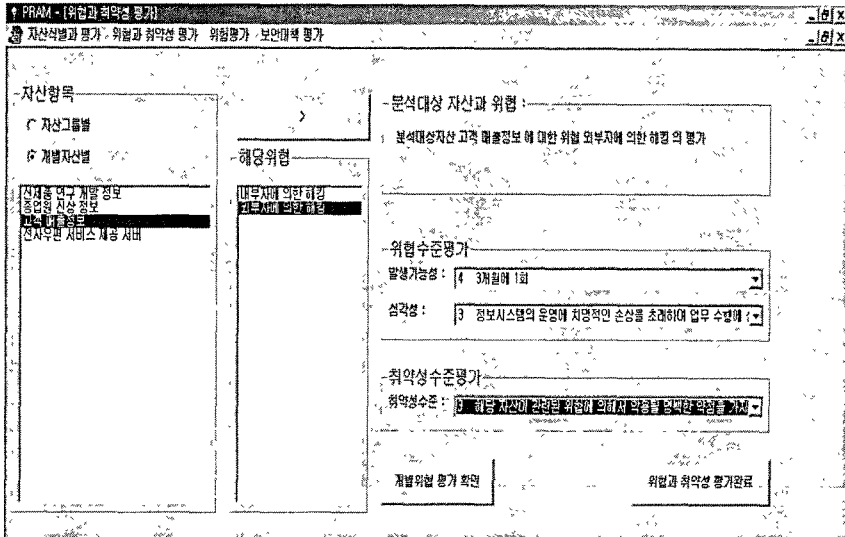 PRAM - [위협과 취약성 평가]
자산식별과 평가 위협과 취약성 평가 위험평가 보안대책 평가
자산항목
자산그룹별
개별자산별
신제품 연구 개발 정보
종업원 신상 정보
고객 매출정보
전자우편 서비스 제공 서버
>
해당위협
내부자에 의한 해킹
외부자에 의한 해킹
분석대상 자산과 위협 :
분석대상자산 고객 매출정보 에 대한 위협 외부자에 의한 해킹 의 평가
위협수준평가
발생가능성 : 4 3개월에 1회
심각성 : 3 정보시스템의 운영에 치명적인 손상을 초래하여 업무 수행에
취약성수준평가
취약성수준 : 3 해당 자산이 관련된 위협에 의해서 악용될 명백한 약점을 가지
개별위협 평가 확인
위협과 취약성 평가완료